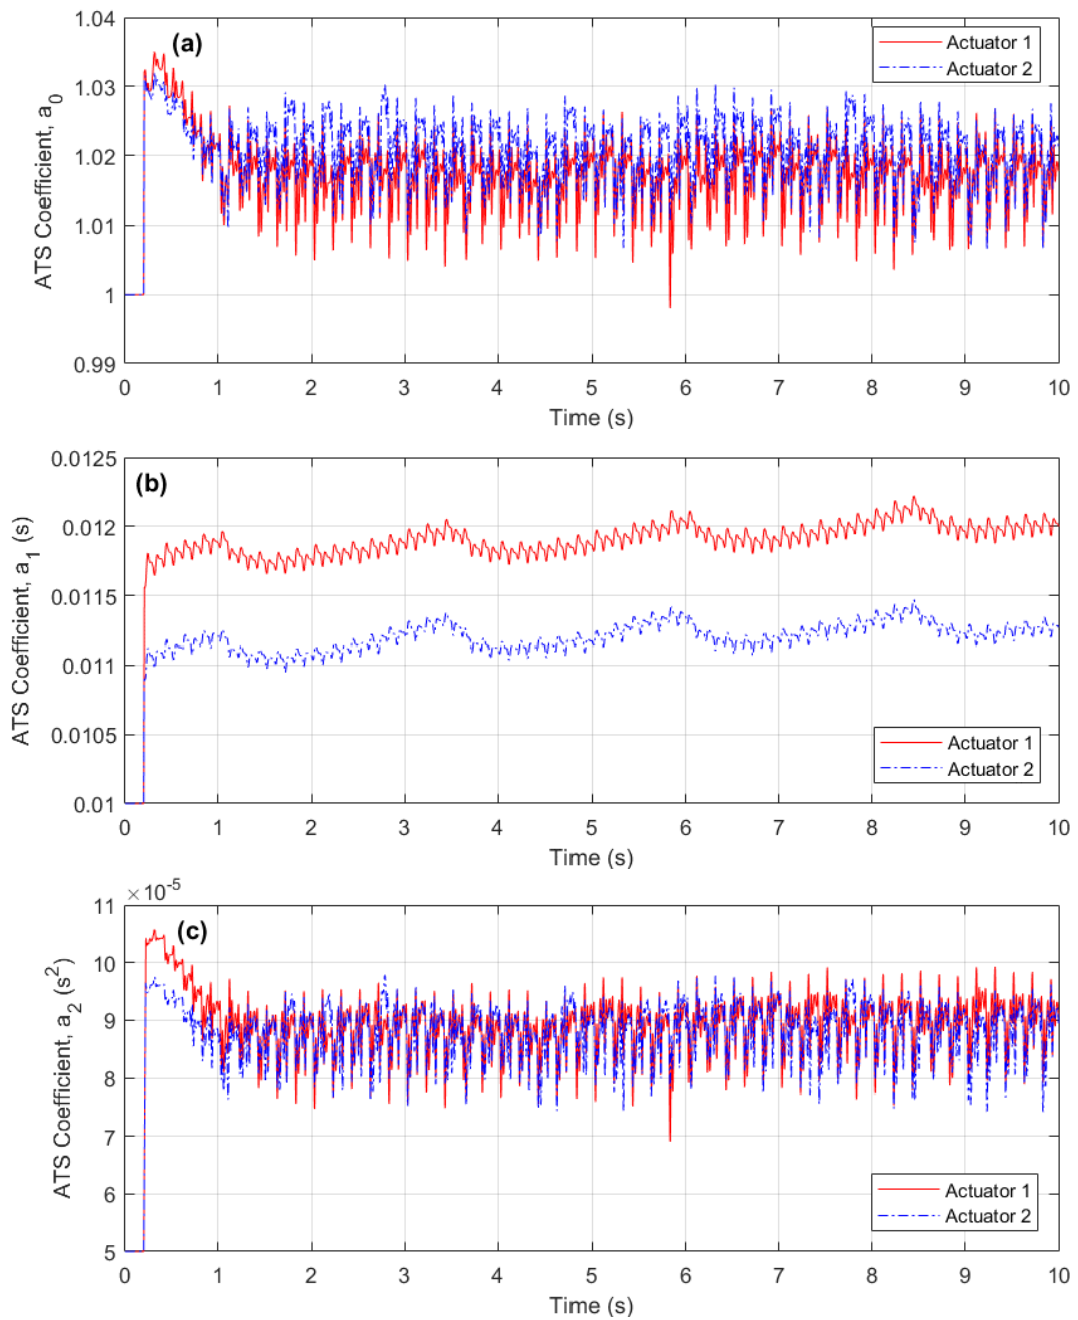 1.04
(a)
Actuator 1
Actuator 2
1.03
1.02
1.01
1
0.99
ATS Coefficient, a₀
0 1 2 3 4 5 6 7 8 9 10
Time (s)
0.0125
(b)
0.012
0.0115
0.011
0.0105
0.01
ATS Coefficient, a₁ (s)
Actuator 1
Actuator 2
0 1 2 3 4 5 6 7 8 9 10
Time (s)
×10⁻⁵
11
(c)
10
9
8
7
6
5
ATS Coefficient, a₂ (s²)
Actuator 1
Actuator 2
0 1 2 3 4 5 6 7 8 9 10
Time (s)